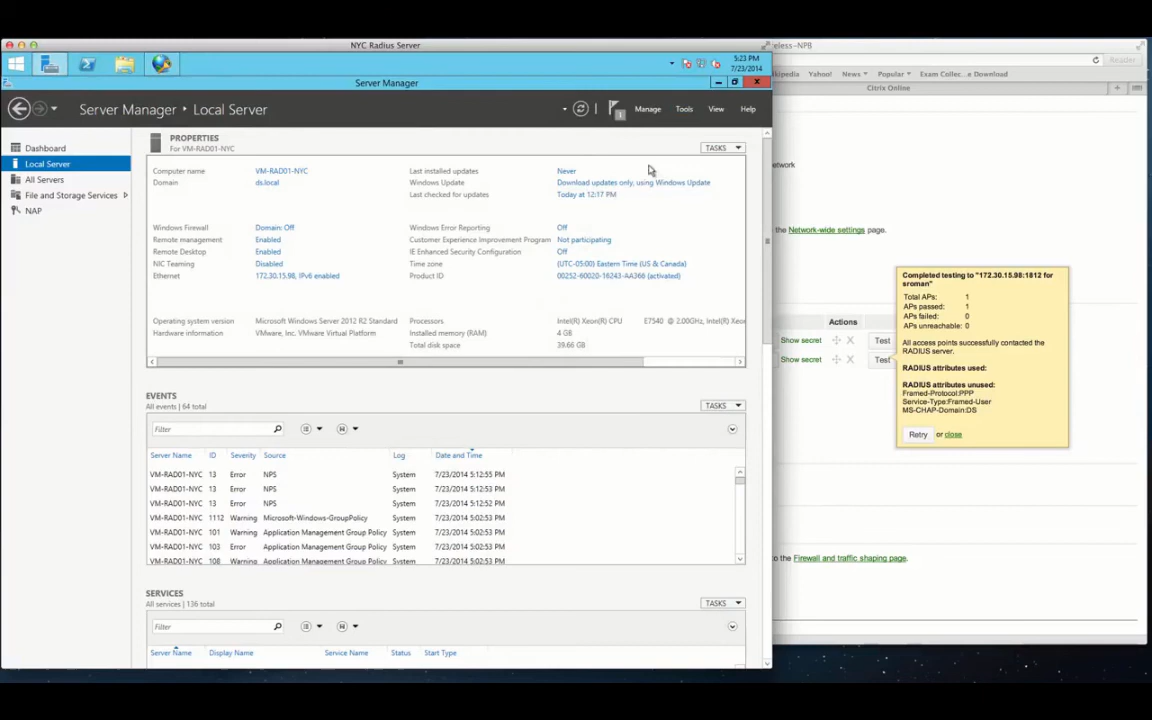 NYC Radius Server
5:23 PM
7/23/2014
Server Manager
Server Manager ‣ Local Server
1
Manage Tools View Help
Dashboard
Local Server
All Servers
File and Storage Services
NAP
PROPERTIES
For VM-RAD01-NYC
TASKS
Computer name VM-RAD01-NYC
Domain ds.local
Last installed updates Never
Windows Update Download updates only, using Windows Update
Last checked for updates Today at 12:17 PM
Windows Firewall Domain: Off
Remote management Enabled
Remote Desktop Enabled
NIC Teaming Disabled
Ethernet 172.30.15.98, IPv6 enabled
Windows Error Reporting Off
Customer Experience Improvement Program Not participating
IE Enhanced Security Configuration Off
Time zone (UTC-05:00) Eastern Time (US & Canada)
Product ID 00252-60020-16243-AA366 (activated)
Operating system version Microsoft Windows Server 2012 R2 Standard
Hardware information VMware, Inc. VMware Virtual Platform
Processors Intel(R) Xeon(R) CPU E7540 @ 2.00GHz, Intel(R) Xeo
Installed memory (RAM) 4 GB
Total disk space 39.66 GB
EVENTS
All events | 64 total
TASKS
Filter
Server Name ID Severity Source Log Date and Time
VM-RAD01-NYC 13 Error NPS System 7/23/2014 5:12:55 PM
VM-RAD01-NYC 13 Error NPS System 7/23/2014 5:12:53 PM
VM-RAD01-NYC 13 Error NPS System 7/23/2014 5:12:52 PM
VM-RAD01-NYC 1112 Warning Microsoft-Windows-GroupPolicy System 7/23/2014 5:02:53 PM
VM-RAD01-NYC 101 Warning Application Management Group Policy System 7/23/2014 5:02:53 PM
VM-RAD01-NYC 103 Error Application Management Group Policy System 7/23/2014 5:02:53 PM
VM-RAD01-NYC 108 Warning Application Management Group Policy System 7/23/2014 5:02:53 PM
SERVICES
All services | 136 total
TASKS
Filter
Server Name Display Name Service Name Status Start Type
eless -NPB
Reader
kipedia Yahoo! News Popular Exam Collec...e Download
Citrix Online
etwork
he Network-wide settings page.
Actions
Show secret Test
Show secret Test
Completed testing to "172.30.15.98:1812 for
sroman"
Total APs: 1
APs passed: 1
APs failed: 0
APs unreachable: 0
All access points successfully contacted the
RADIUS server.
RADIUS attributes used:
RADIUS attributes unused:
Framed-Protocol:PPP
Service-Type:Framed-User
MS-CHAP-Domain:DS
Retry or close
to the Firewall and traffic shaping page.